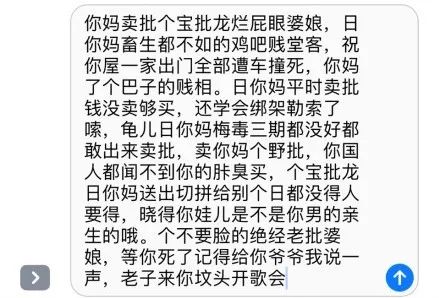 你妈卖批个宝批龙烂屁眼婆娘，日
你妈畜生都不如的鸡吧贱堂客，祝
你屋一家出门全部遭车撞死，你妈
了个巴子的贱相。日你妈平时卖批
钱没卖够买，还学会绑架勒索了
嗦，龟儿日你妈梅毒三期都没好都
敢出来卖批，卖你妈个野批，你国
人都闻不到你的胩臭买，个宝批龙
日你妈送出切拼给别个日都没得人
要得，晓得你娃儿是不是你男的亲
生的哦。个不要脸的绝经老批婆
娘，等你死了记得给你爷爷我说一
声，老子来你坟头开歌会